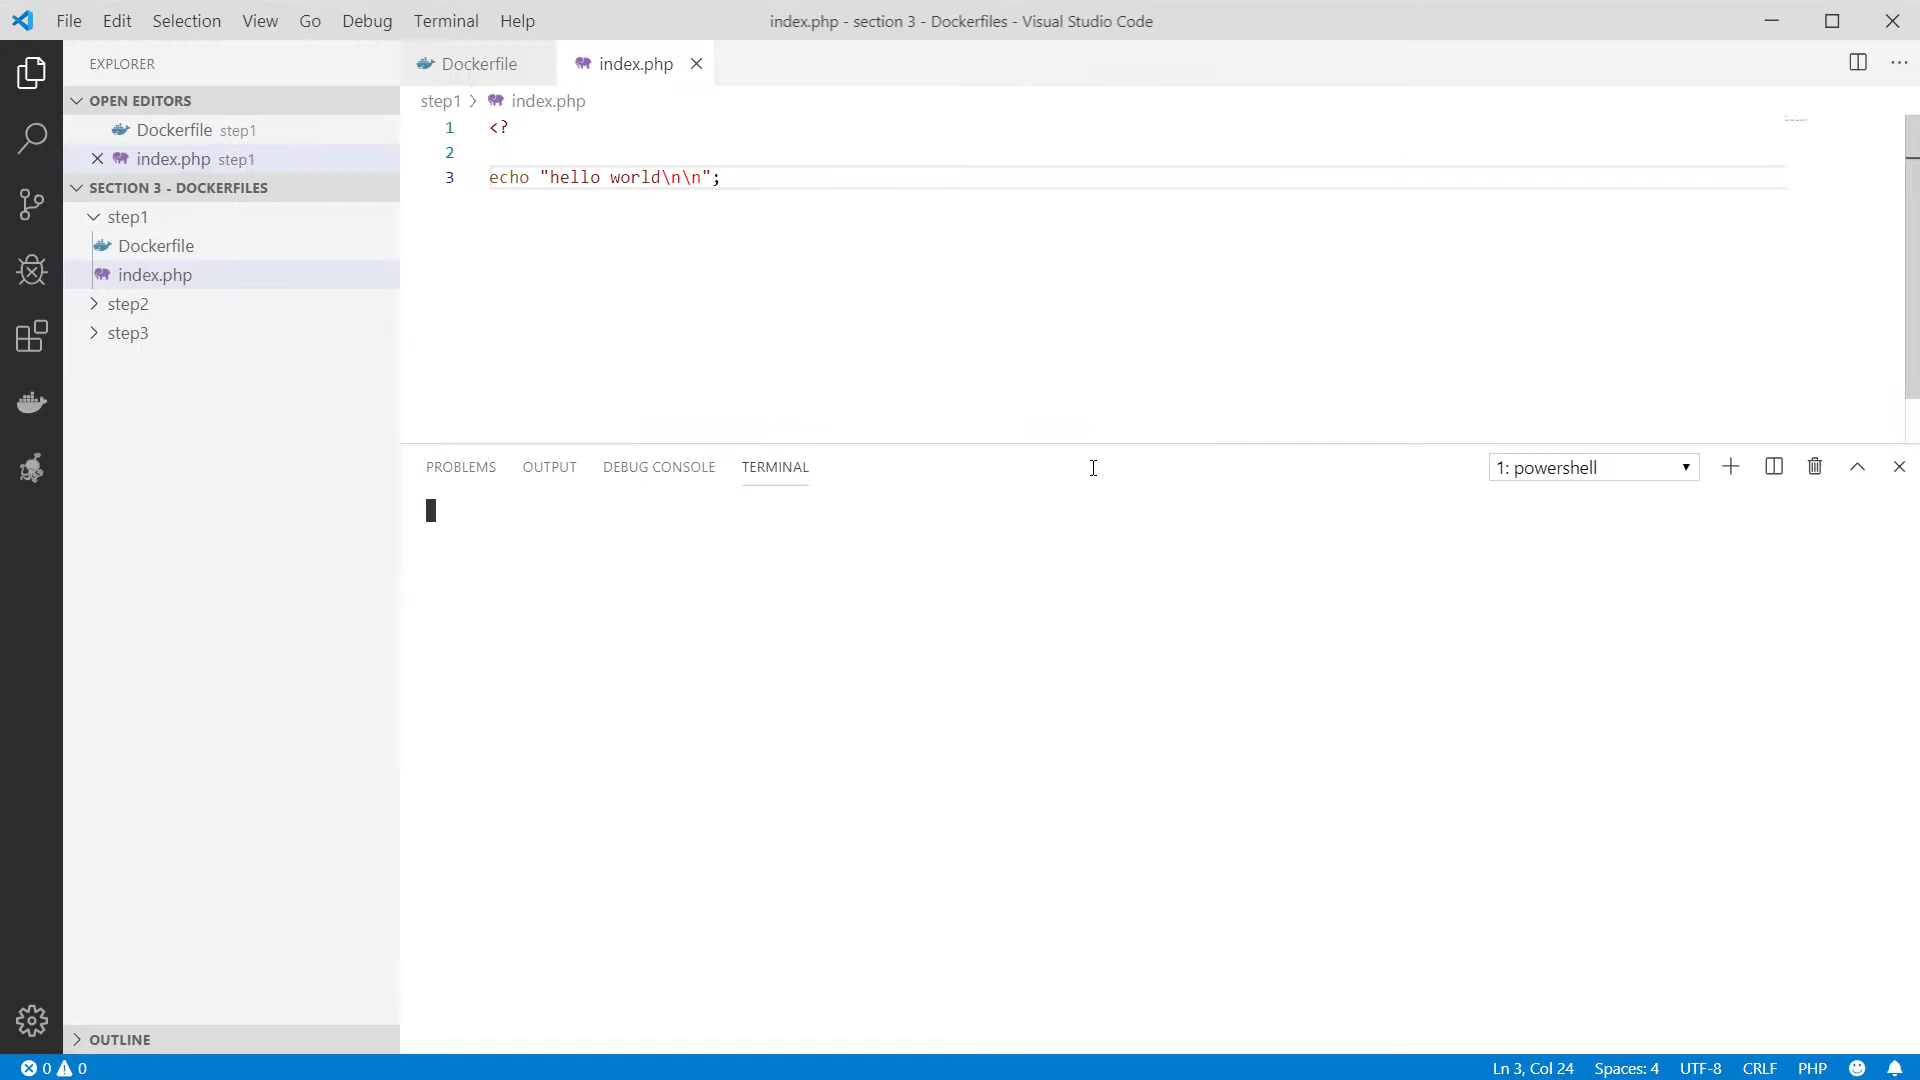 File Edit Selection View Go Debug Terminal Help
index.php - section 3 - Dockerfiles - Visual Studio Code
EXPLORER
OPEN EDITORS
Dockerfile step1
index.php step1
SECTION 3 - DOCKERFILES
step1
Dockerfile
index.php
step2
step3
OUTLINE
Dockerfile
index.php
step1 index.php
1 <?
2
3 echo "hello world\n\n";
PROBLEMS OUTPUT DEBUG CONSOLE TERMINAL
1: powershell
0 0
Ln 3, Col 24 Spaces: 4 UTF-8 CRLF PHP